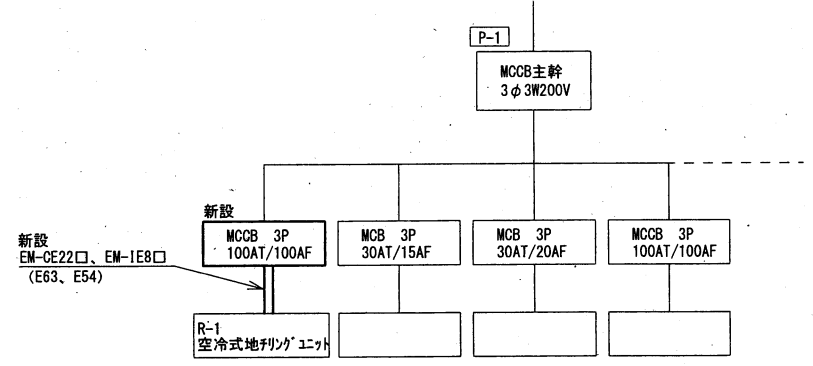 P-1
MCCB主幹
3φ3W200V
新設
MCCB 3P
100AT/100AF
MCB 3P
30AT/15AF
MCB 3P
30AT/20AF
MCCB 3P
100AT/100AF
新設
EM-CE22□、EM-IE8□
(E63、E54)
R-1
空冷式地チリングユニット